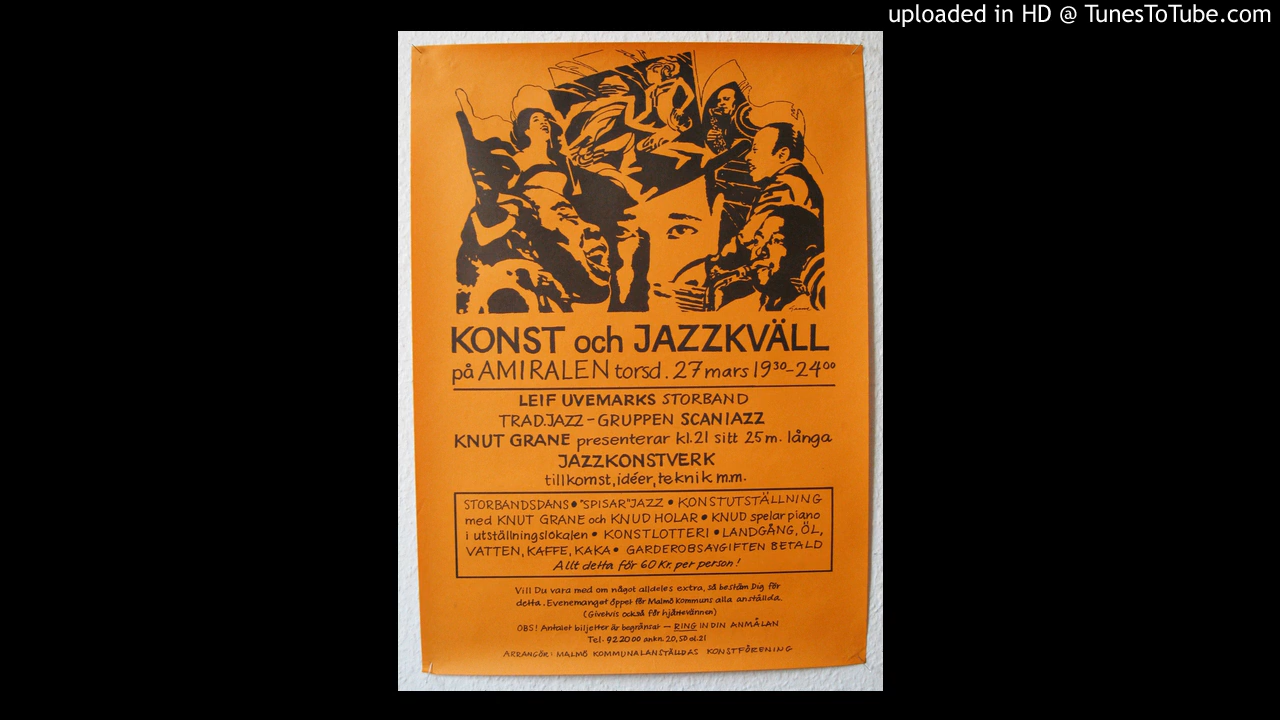 uploaded in HD @ TunesToTube.com
KONST och JAZZKVÄLL
på AMIRALEN torsd. 27 mars 19³⁰-24⁰⁰
LEIF UVEMARKS STORBAND
TRADJAZZ-GRUPPEN SCANIAZZ
KNUT GRANE presenterar kl.21 sitt 25m. långa
JAZZKONSTVERK
tillkomst, idéer, teknik m.m.
STORBANDSDANS • "SPISAR"JAZZ • KONSTUTSTÄLLNING
med KNUT GRANE och KNUD HOLAR • KNUD spelar piano
i utställningslokalen • KONSTLOTTERI • LANDGÅNG, ÖL,
VATTEN, KAFFE, KAKA • GARDEROBSAVGIFTEN BETALD
Allt detta för 60 Kr. per person!
Vill Du vara med om något alldeles extra, så bestäm Dig för
detta. Evenemanget öppet för Malmö Kommuns alla anställda.
(Givetvis också för hjärtevännen)
OBS! Antalet biljetter är begränsat — RING IN DIN ANMÄLAN
Tel. 92 20 00 ankn. 20, 50 el. 21
ARRANGÖR: MALMÖ KOMMUNALANSTÄLLDAS KONSTFÖRENING